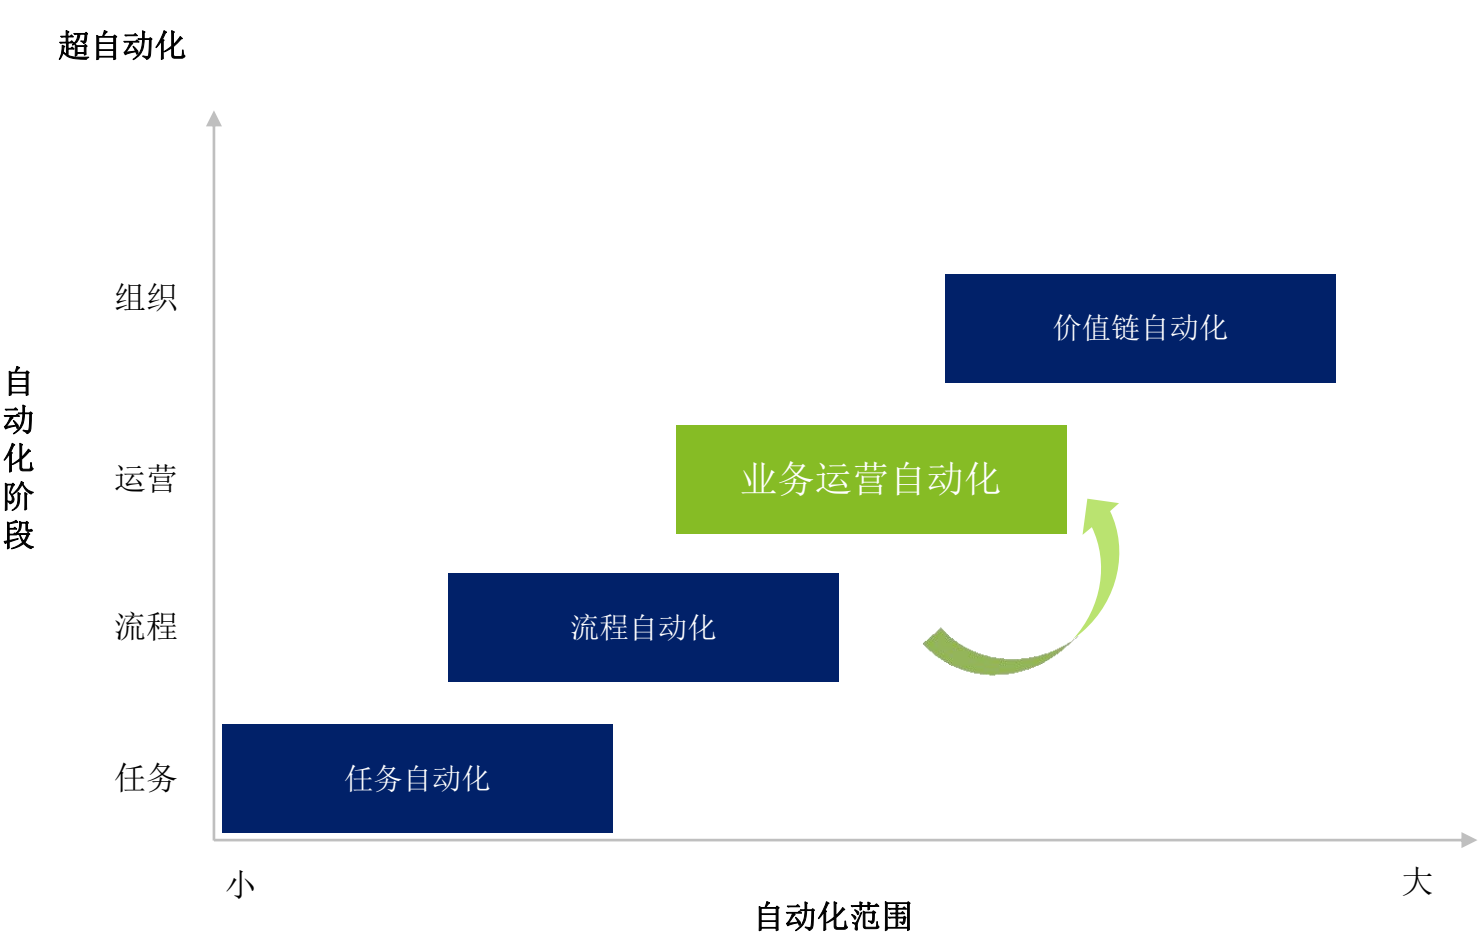 超自动化
自动化阶段
组织
价值链自动化
运营
业务运营自动化
流程
流程自动化
任务
任务自动化
小
大
自动化范围